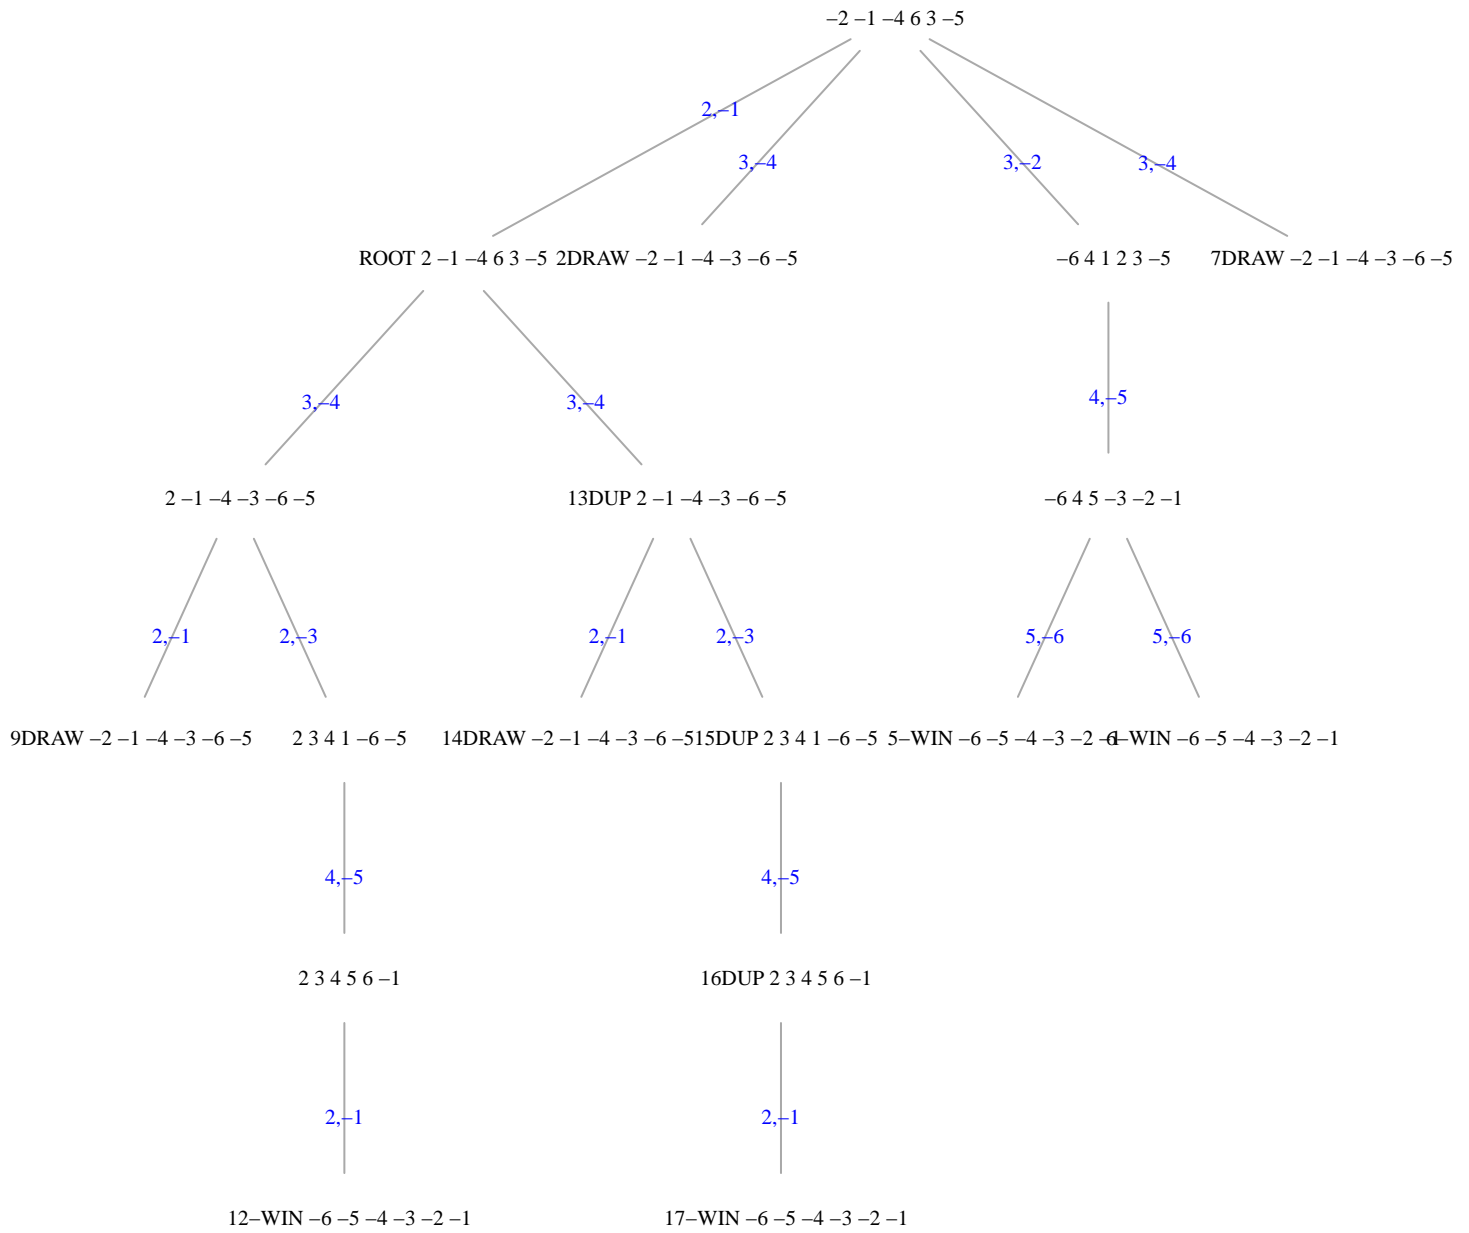 –2 –1 –4 6 3 –5
2,–1
3,–4
3,–2
3,–4
ROOT 2 –1 –4 6 3 –5
2DRAW –2 –1 –4 –3 –6 –5
–6 4 1 2 3 –5
7DRAW –2 –1 –4 –3 –6 –5
3,–4
3,–4
4,–5
2 –1 –4 –3 –6 –5
13DUP 2 –1 –4 –3 –6 –5
–6 4 5 –3 –2 –1
2,–1
2,–3
2,–1
2,–3
5,–6
5,–6
9DRAW –2 –1 –4 –3 –6 –5
2 3 4 1 –6 –5
14DRAW –2 –1 –4 –3 –6 –5
15DUP 2 3 4 1 –6 –5
5–WIN –6 –5 –4 –3 –2 –1
6–WIN –6 –5 –4 –3 –2 –1
4,–5
4,–5
2 3 4 5 6 –1
16DUP 2 3 4 5 6 –1
2,–1
2,–1
12–WIN –6 –5 –4 –3 –2 –1
17–WIN –6 –5 –4 –3 –2 –1